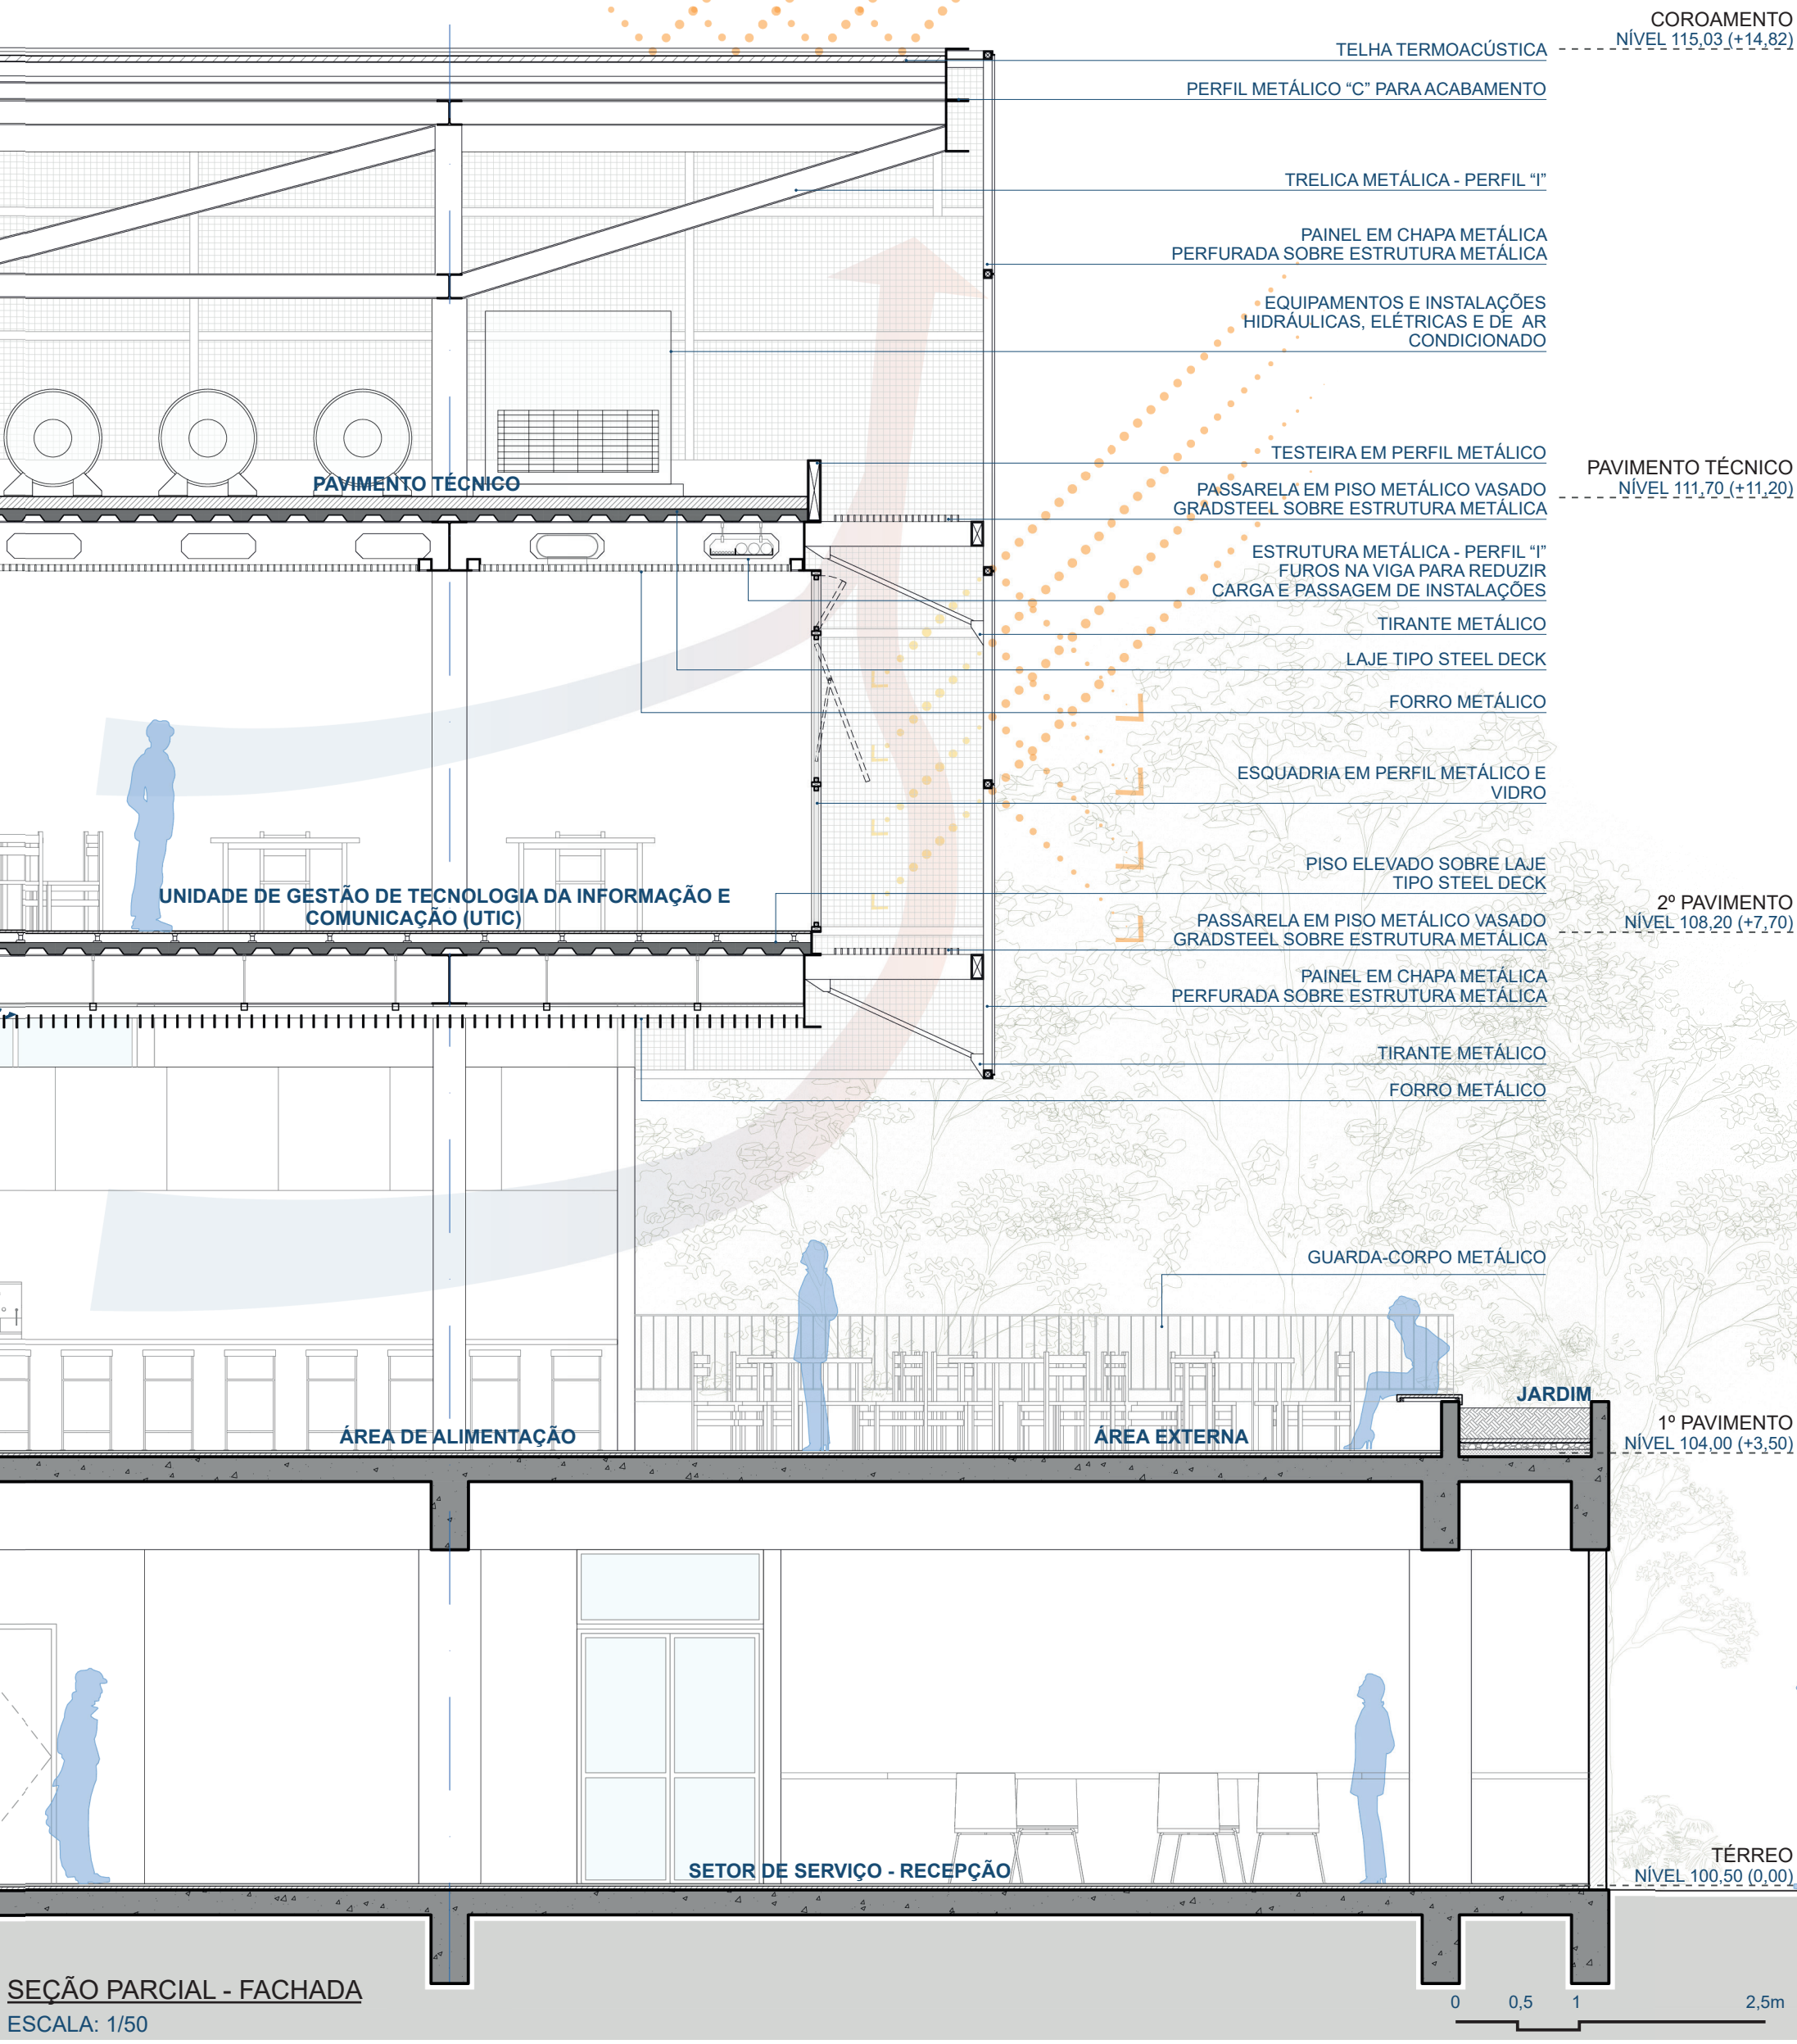 COROAMENTO
NÍVEL 115,03 (+14,82)
TELHA TERMOACÚSTICA
PERFIL METÁLICO “C” PARA ACABAMENTO
TRELICA METÁLICA - PERFIL “I”
PAINEL EM CHAPA METÁLICA
PERFURADA SOBRE ESTRUTURA METÁLICA
EQUIPAMENTOS E INSTALAÇÕES
HIDRÁULICAS, ELÉTRICAS E DE AR
CONDICIONADO
TESTEIRA EM PERFIL METÁLICO
PAVIMENTO TÉCNICO
NÍVEL 111,70 (+11,20)
PAVIMENTO TÉCNICO
PASSARELA EM PISO METÁLICO VASADO
GRADSTEEL SOBRE ESTRUTURA METÁLICA
ESTRUTURA METÁLICA - PERFIL “I”
FUROS NA VIGA PARA REDUZIR
CARGA E PASSAGEM DE INSTALAÇÕES
TIRANTE METÁLICO
LAJE TIPO STEEL DECK
FORRO METÁLICO
ESQUADRIA EM PERFIL METÁLICO E
VIDRO
PISO ELEVADO SOBRE LAJE
TIPO STEEL DECK
UNIDADE DE GESTÃO DE TECNOLOGIA DA INFORMAÇÃO E
COMUNICAÇÃO (UTIC)
2º PAVIMENTO
NÍVEL 108,20 (+7,70)
PASSARELA EM PISO METÁLICO VASADO
GRADSTEEL SOBRE ESTRUTURA METÁLICA
PAINEL EM CHAPA METÁLICA
PERFURADA SOBRE ESTRUTURA METÁLICA
TIRANTE METÁLICO
FORRO METÁLICO
GUARDA-CORPO METÁLICO
JARDIM
1º PAVIMENTO
NÍVEL 104,00 (+3,50)
ÁREA DE ALIMENTAÇÃO
ÁREA EXTERNA
TÉRREO
NÍVEL 100,50 (0,00)
SETOR DE SERVIÇO - RECEPÇÃO
SEÇÃO PARCIAL - FACHADA
ESCALA: 1/50
0 0,5 1 2,5m